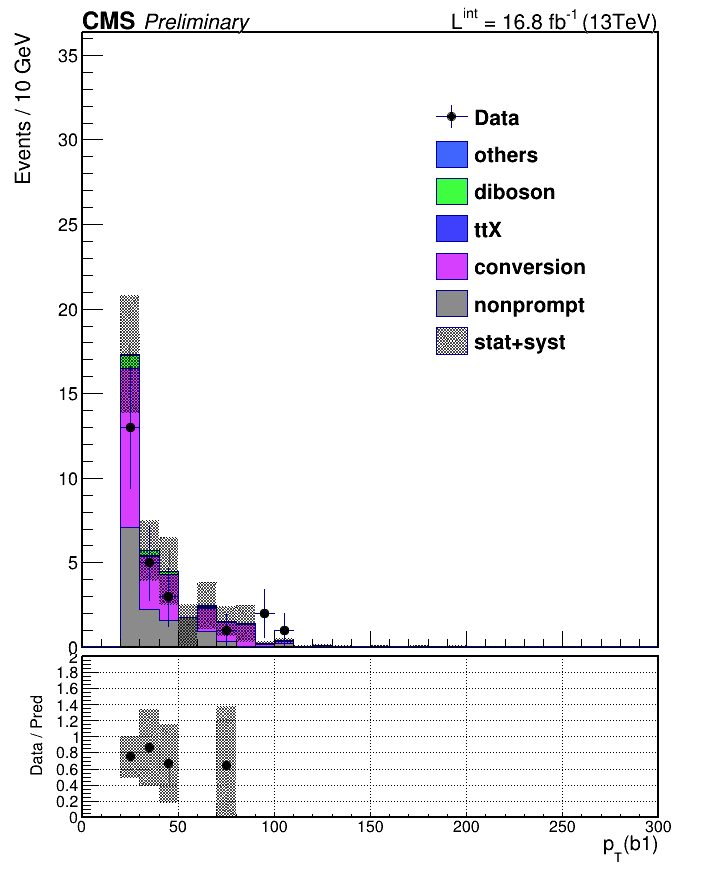 CMS Preliminary L^int = 16.8 fb^-1 (13TeV)
Events / 10 GeV
35
30
25
20
15
10
5
0
Data
others
diboson
ttX
conversion
nonprompt
stat+syst
Data / Pred
2
1.8
1.6
1.4
1.2
1
0.8
0.6
0.4
0.2
0
0 50 100 150 200 250 300
p_T(b1)